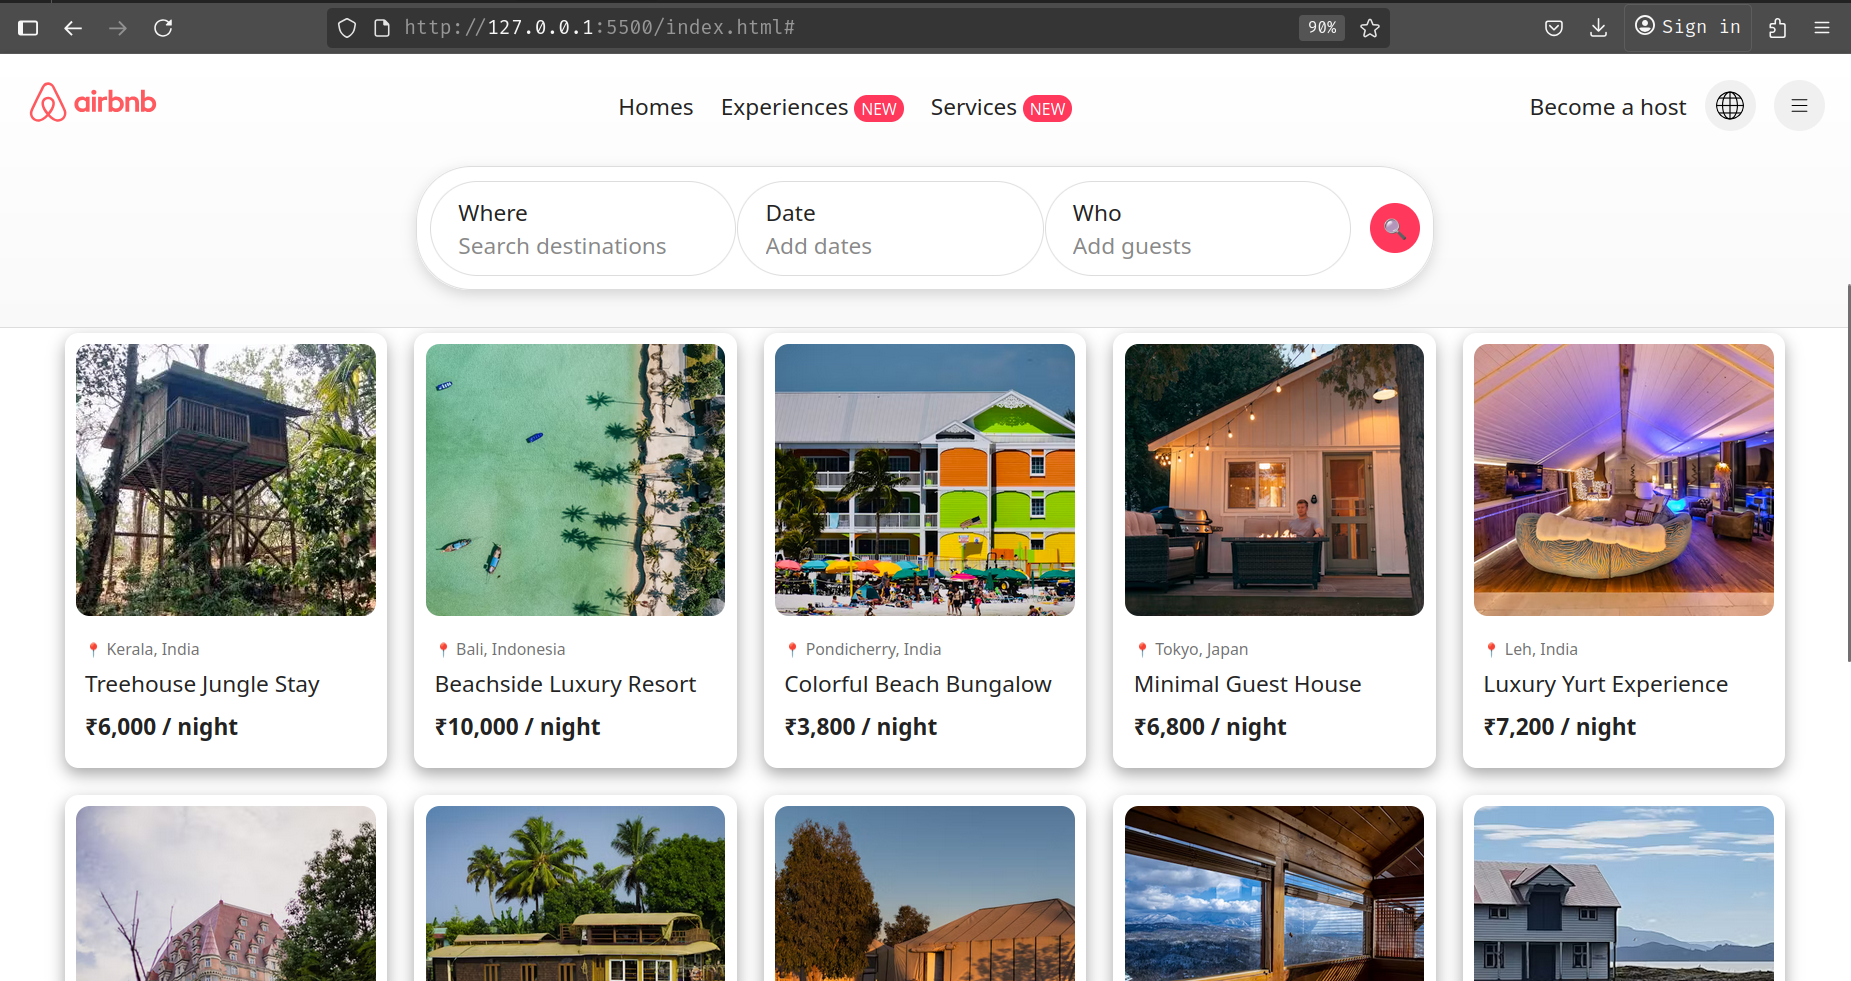 http://127.0.0.1:5500/index.html#
90%
Sign in
airbnb
Homes
Experiences NEW
Services NEW
Become a host
Where
Search destinations
Date
Add dates
Who
Add guests
Kerala, India
Treehouse Jungle Stay
₹6,000 / night
Bali, Indonesia
Beachside Luxury Resort
₹10,000 / night
Pondicherry, India
Colorful Beach Bungalow
₹3,800 / night
Tokyo, Japan
Minimal Guest House
₹6,800 / night
Leh, India
Luxury Yurt Experience
₹7,200 / night